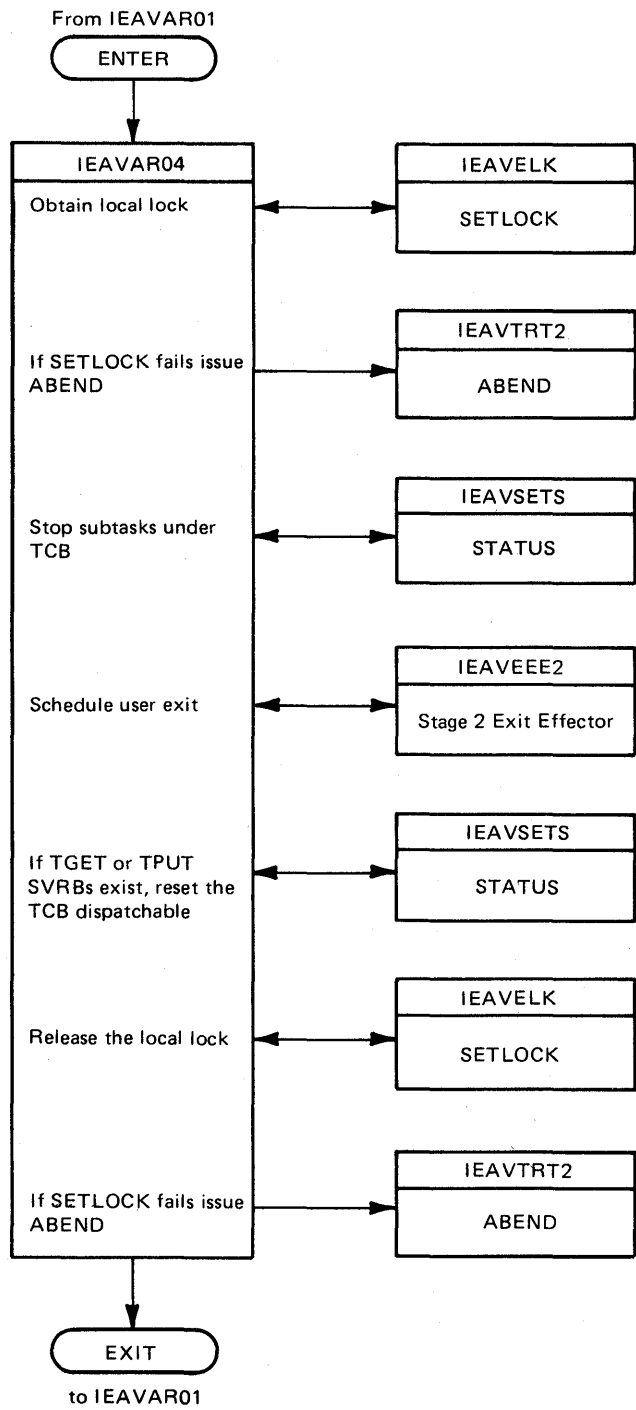 From IEAVAR01
ENTER
IEAVAR04
Obtain local lock
IEAVELK
SETLOCK
If SETLOCK fails issue
ABEND
IEAVTRT2
ABEND
Stop subtasks under
TCB
IEAVSETS
STATUS
Schedule user exit
IEAVEEE2
Stage 2 Exit Effector
If TGET or TPUT
SVRBs exist, reset the
TCB dispatchable
IEAVSETS
STATUS
Release the local lock
IEAVELK
SETLOCK
If SETLOCK fails issue
ABEND
IEAVTRT2
ABEND
EXIT
to IEAVAR01